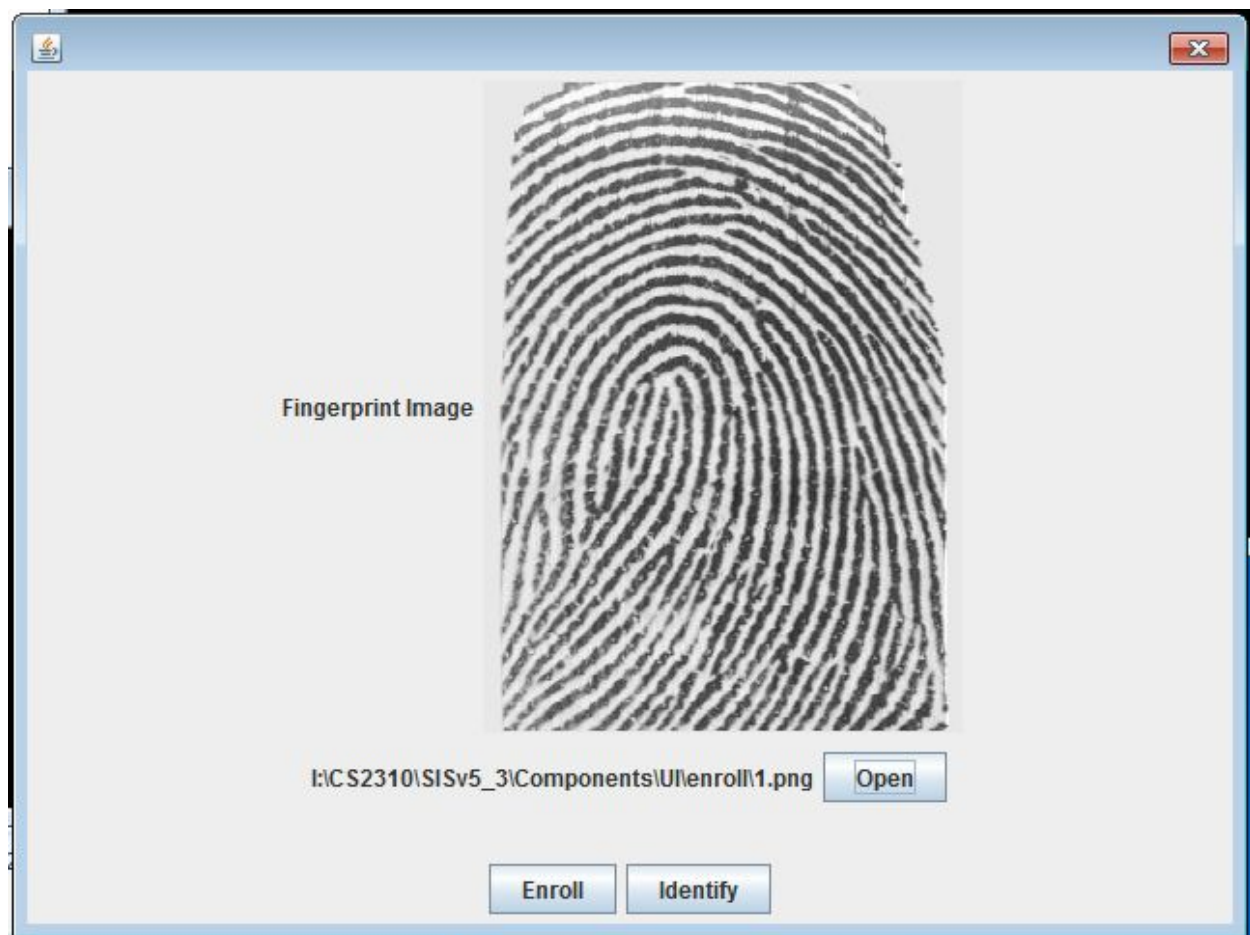 Fingerprint Image
I:\CS2310\SISv5_3\Components\UI\enroll\1.png Open
Enroll Identify